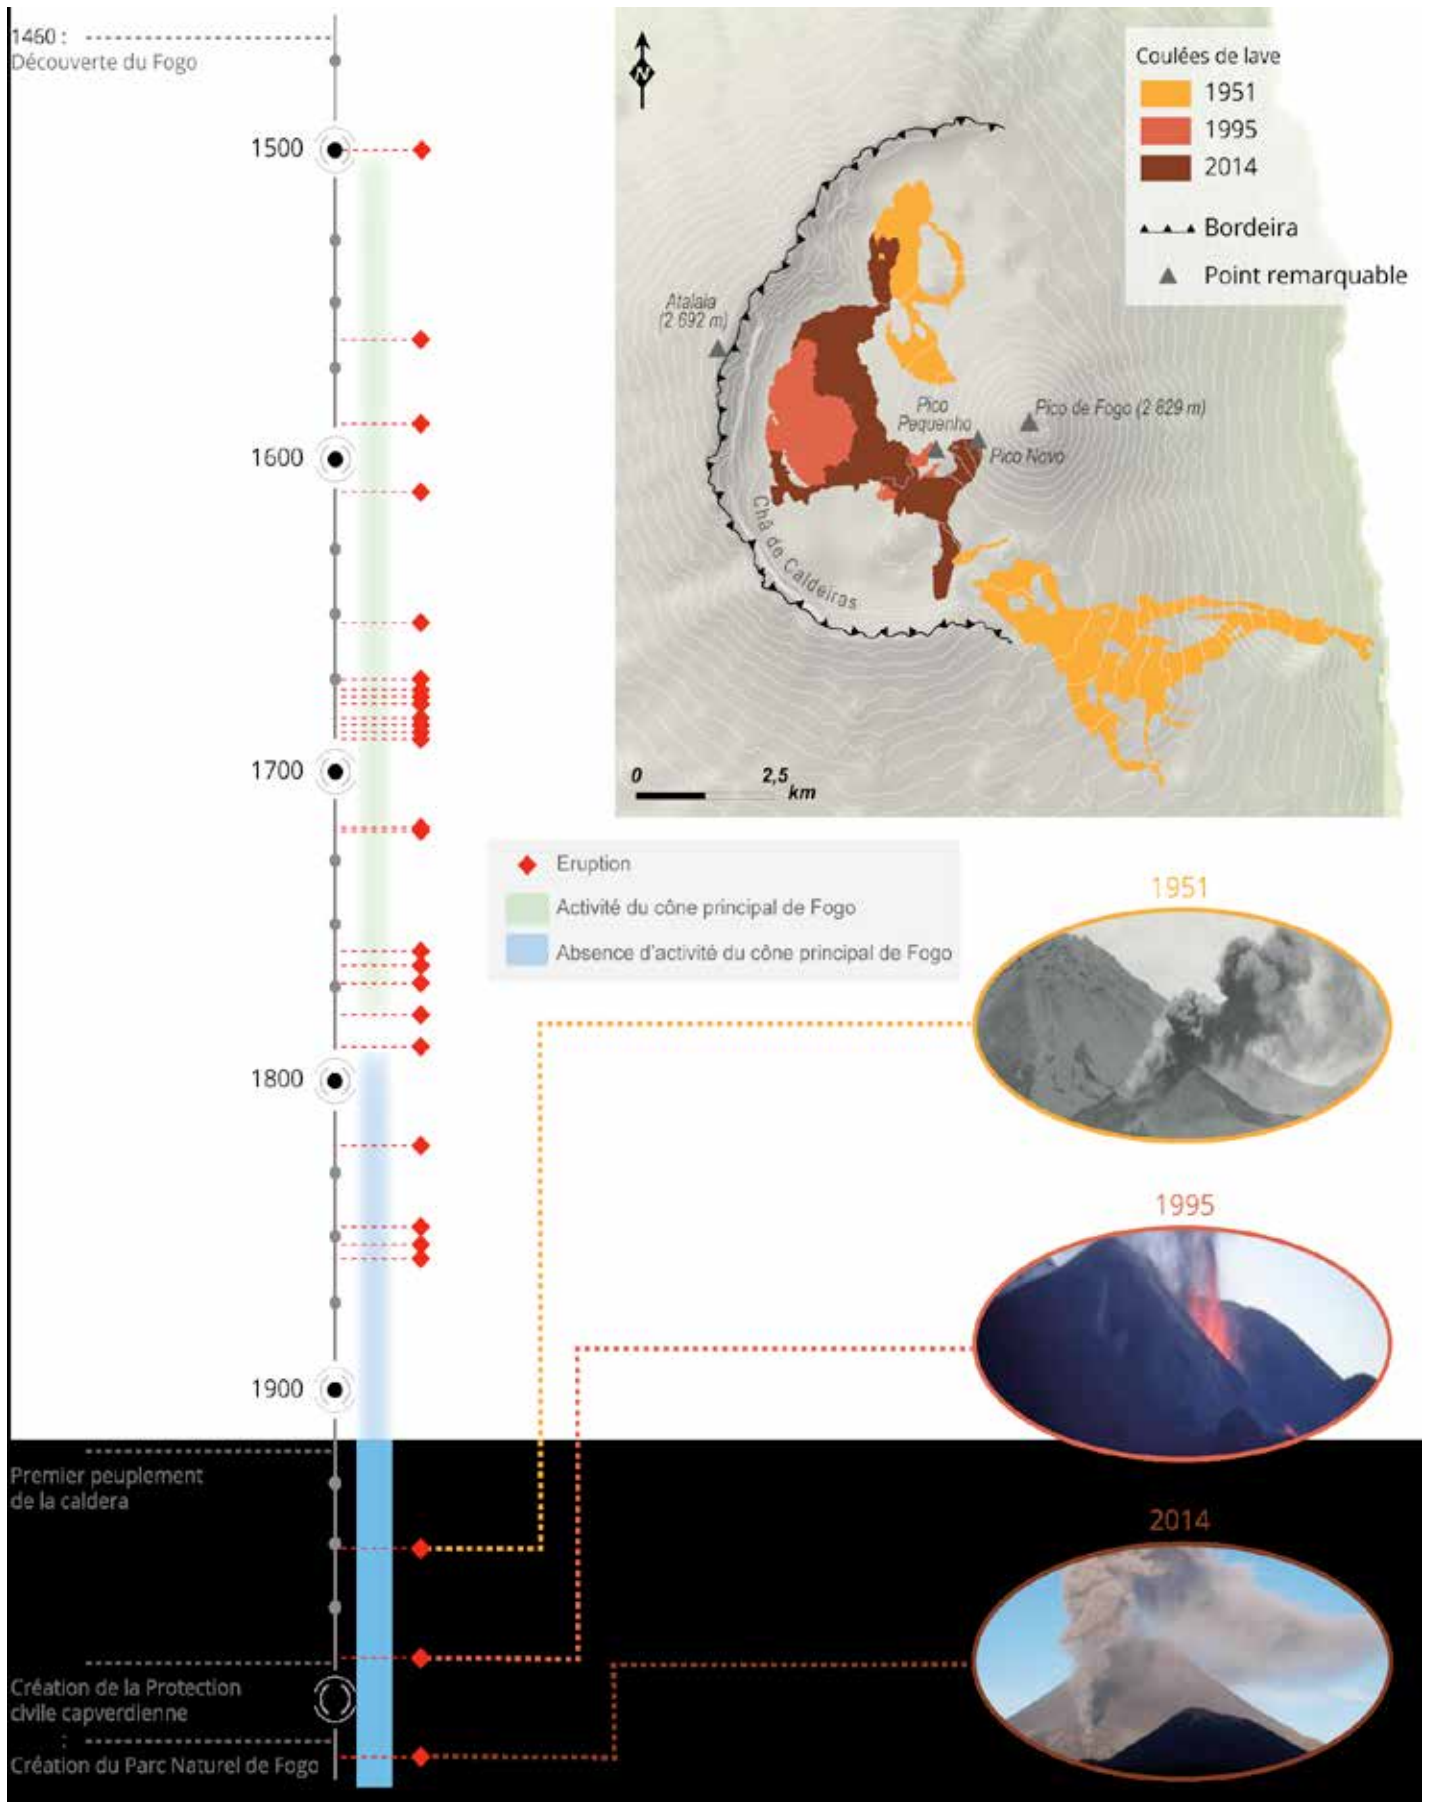 1460 :
Découverte du Fogo
1500
1600
1700
1800
1900
Premier peuplement
de la caldera
Création de la Protection
civile capverdienne
:
Création du Parc Naturel de Fogo
N
Coulées de lave
1951
1995
2014
Bordeira
Point remarquable
Atalaia
(2 692 m)
Pico
Pequenho
Pico de Fogo (2 829 m)
Pico Novo
Chã de Caldeiras
0 2,5
km
Eruption
Activité du cône principal de Fogo
Absence d'activité du cône principal de Fogo
1951
1995
2014